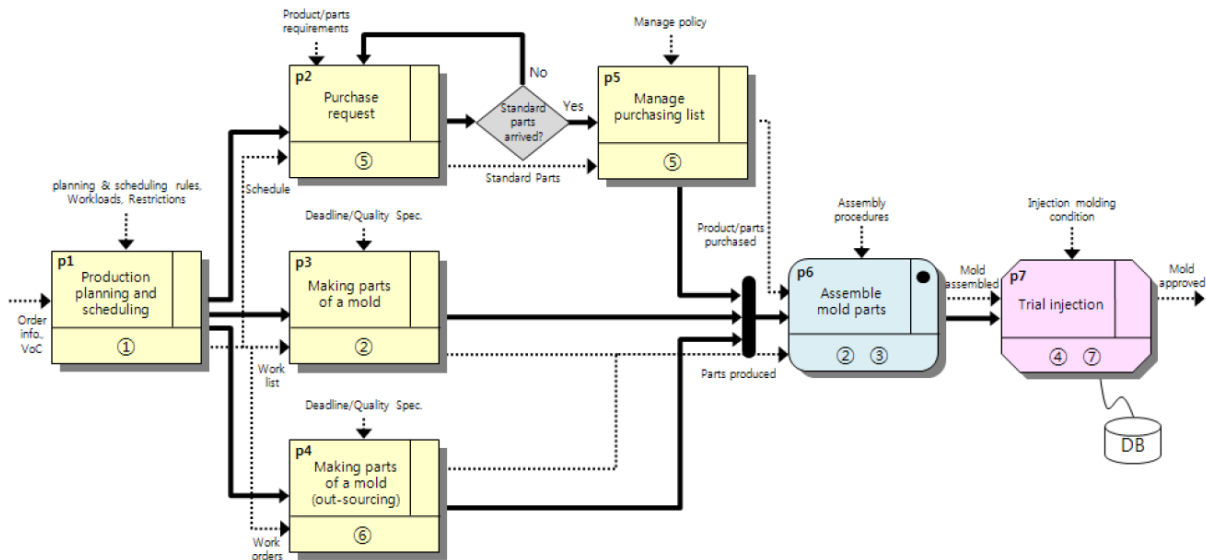 Product/parts
requirements
Manage policy
No
p2
Purchase
request
Standard
parts
arrived?
Yes
p5
Manage
purchasing list
⑤
⑤
Standard Parts
Schedule
planning & scheduling rules,
Workloads, Restrictions
Deadline/Quality Spec.
Product/parts
purchased
Assembly
procedures
Injection molding
condition
p1
Production
planning and
scheduling
①
Order
info.,
VoC
p3
Making parts
of a mold
②
Work
list
p6
Assemble
mold parts
② ③
Mold
assembled
p7
Trial injection
④ ⑦
Mold
approved
Parts produced
Deadline/Quality Spec.
p4
Making parts
of a mold
(out-sourcing)
⑥
Work
orders
DB